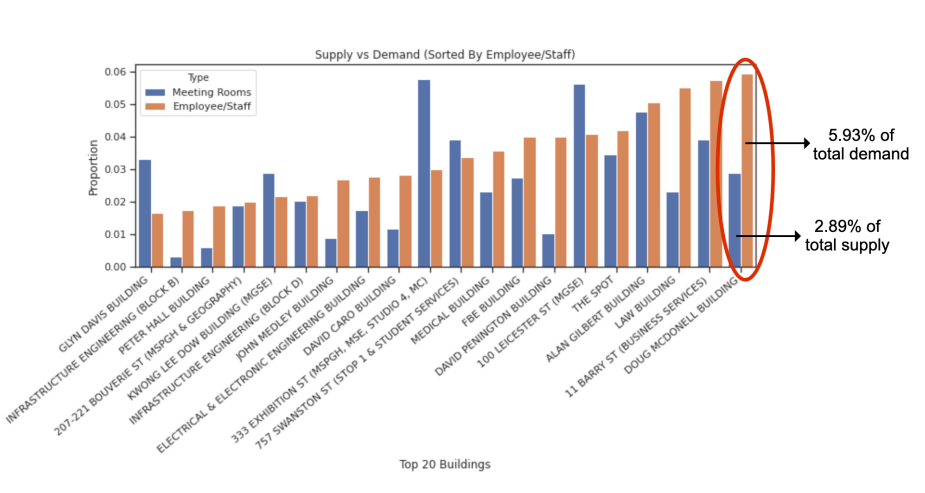 Supply vs Demand (Sorted By Employee/Staff)
Type
Meeting Rooms
Employee/Staff
0.06
0.05
0.04
0.03
0.02
0.01
0.00
Proportion
5.93% of
total demand
2.89% of
total supply
GLYN DAVIS BUILDING
INFRASTRUCTURE ENGINEERING (BLOCK B)
PETER HALL BUILDING
207-221 BOUVERIE ST (MSPGH & GEOGRAPHY)
KWONG LEE DOW BUILDING (MGSE)
INFRASTRUCTURE ENGINEERING (BLOCK D)
JOHN MEDLEY BUILDING
ELECTRICAL & ELECTRONIC ENGINEERING BUILDING
DAVID CARO BUILDING
333 EXHIBITION ST (MSPGH, MSE, STUDIO 4, MC)
757 SWANSTON ST (STOP 1 & STUDENT SERVICES)
MEDICAL BUILDING
FBE BUILDING
DAVID PENINGTON BUILDING
100 LEICESTER ST (MGSE)
THE SPOT
ALAN GILBERT BUILDING
LAW BUILDING
11 BARRY ST (BUSINESS SERVICES)
DOUG MCDONELL BUILDING
Top 20 Buildings